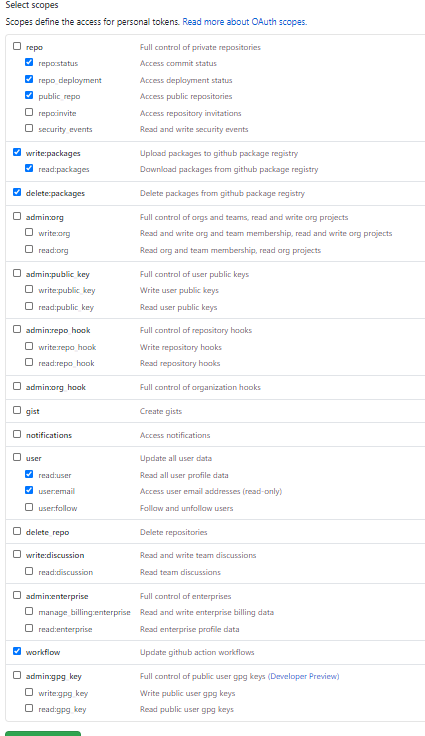 Select scopes
Scopes define the access for personal tokens. Read more about OAuth scopes.
repo Full control of private repositories
repo:status Access commit status
repo_deployment Access deployment status
public_repo Access public repositories
repo:invite Access repository invitations
security_events Read and write security events
write:packages Upload packages to github package registry
read:packages Download packages from github package registry
delete:packages Delete packages from github package registry
admin:org Full control of orgs and teams, read and write org projects
write:org Read and write org and team membership, read and write org projects
read:org Read org and team membership, read org projects
admin:public_key Full control of user public keys
write:public_key Write user public keys
read:public_key Read user public keys
admin:repo_hook Full control of repository hooks
write:repo_hook Write repository hooks
read:repo_hook Read repository hooks
admin:org_hook Full control of organization hooks
gist Create gists
notifications Access notifications
user Update all user data
read:user Read all user profile data
user:email Access user email addresses (read-only)
user:follow Follow and unfollow users
delete_repo Delete repositories
write:discussion Read and write team discussions
read:discussion Read team discussions
admin:enterprise Full control of enterprises
manage_billing:enterprise Read and write enterprise billing data
read:enterprise Read enterprise profile data
workflow Update github action workflows
admin:gpg_key Full control of public user gpg keys (Developer Preview)
write:gpg_key Write public user gpg keys
read:gpg_key Read public user gpg keys